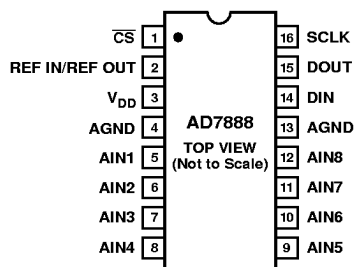 CS 1 16 SCLK
REF IN/REF OUT 2 15 DOUT
VDD 3 14 DIN
AGND 4 AD7888 13 AGND
TOP VIEW
AIN1 5 (Not to Scale) 12 AIN8
AIN2 6 11 AIN7
AIN3 7 10 AIN6
AIN4 8 9 AIN5